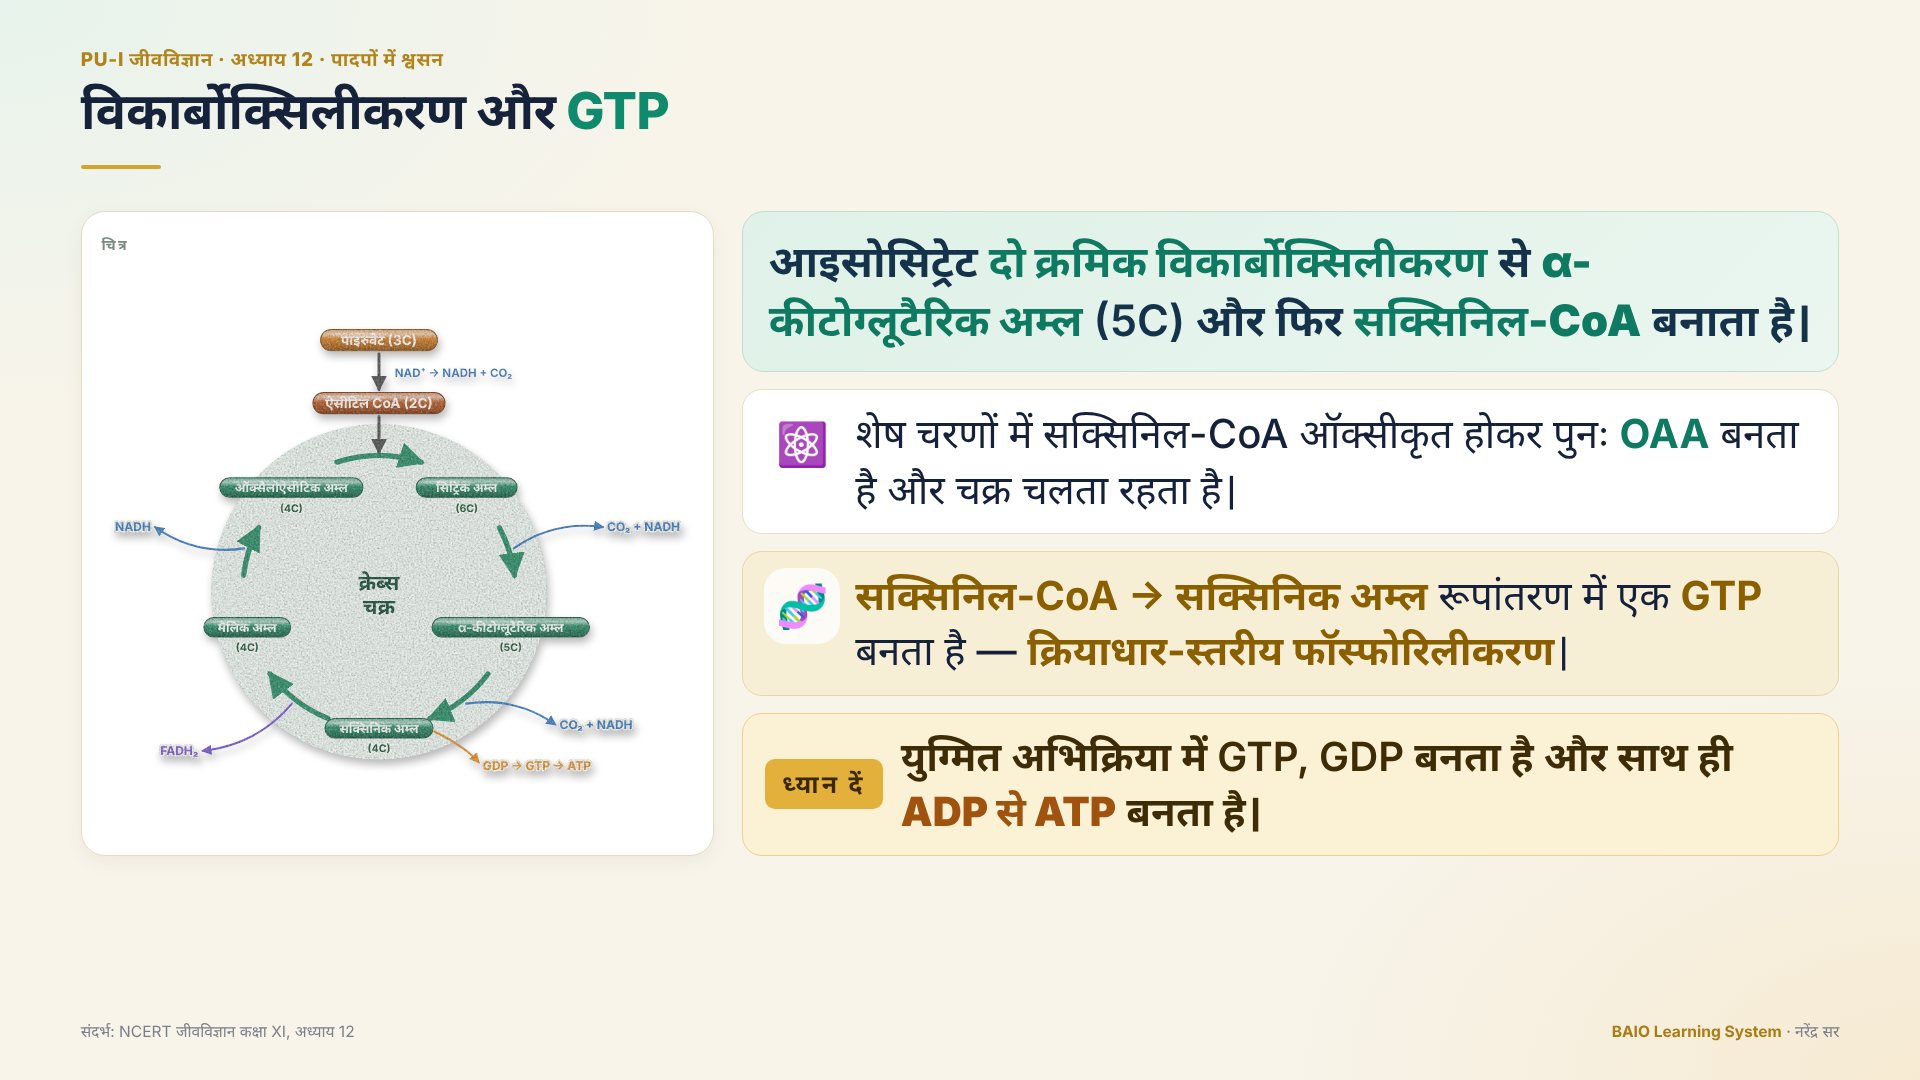 PU-I जीवविज्ञान · अध्याय 12 · पादपों में श्वसन
विकार्बोक्सिलीकरण और GTP
चित्र
पाइरुवेट (3C)
NAD⁺ → NADH + CO₂
ऐसीटिल CoA (2C)
ऑक्सैलोऐसीटिक अम्ल
(4C)
सिट्रिक अम्ल
(6C)
NADH
CO₂ + NADH
क्रेब्स
चक्र
मैलिक अम्ल
(4C)
α-कीटोग्लूटैरिक अम्ल
(5C)
सक्सिनिक अम्ल
(4C)
CO₂ + NADH
FADH₂
GDP → GTP → ATP
आइसोसिट्रेट दो क्रमिक विकार्बोक्सिलीकरण से α-
कीटोग्लूटैरिक अम्ल (5C) और फिर सक्सिनिल-CoA बनाता है|
शेष चरणों में सक्सिनिल-CoA ऑक्सीकृत होकर पुनः OAA बनता
है और चक्र चलता रहता है|
सक्सिनिल-CoA → सक्सिनिक अम्ल रूपांतरण में एक GTP
बनता है — क्रियाधार-स्तरीय फॉस्फोरिलीकरण|
ध्यान दें
युग्मित अभिक्रिया में GTP, GDP बनता है और साथ ही
ADP से ATP बनता है|
संदर्भ: NCERT जीवविज्ञान कक्षा XI, अध्याय 12
BAIO Learning System · नरेंद्र सर